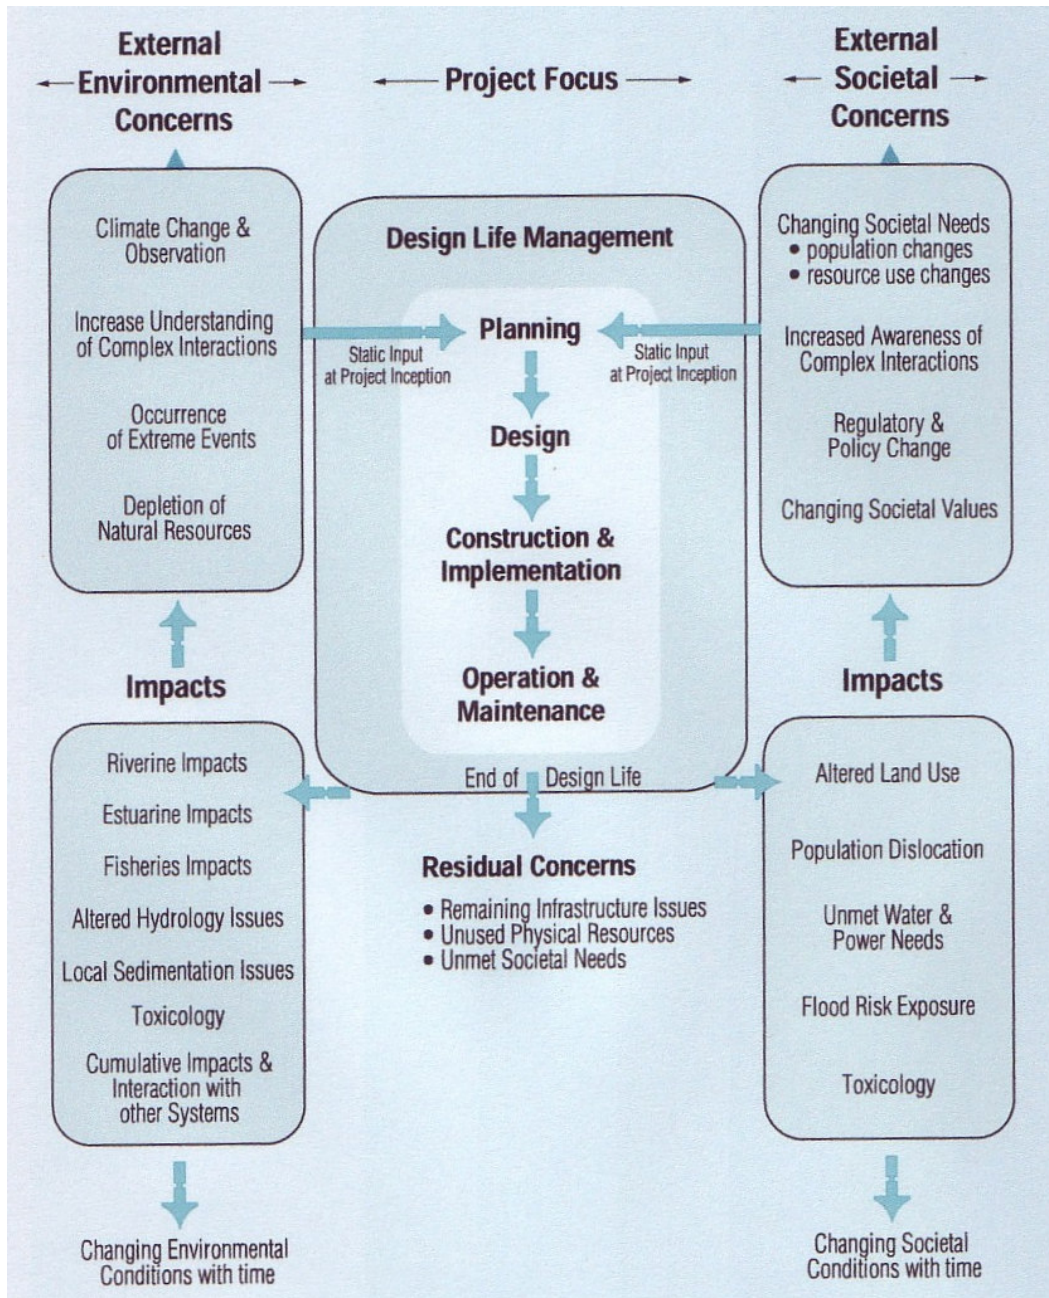 External
Environmental
Concerns
Climate Change &
Observation
Increase Understanding
of Complex Interactions
Occurrence
of Extreme Events
Depletion of
Natural Resources
Impacts
Riverine Impacts
Estuarine Impacts
Fisheries Impacts
Altered Hydrology Issues
Local Sedimentation Issues
Toxicology
Cumulative Impacts &
Interaction with
other Systems
Changing Environmental
Conditions with time
Project Focus
Design Life Management
Static Input
at Project Inception
Planning
Static Input
at Project Inception
Design
Construction &
Implementation
Operation &
Maintenance
End of Design Life
Residual Concerns
• Remaining Infrastructure Issues
• Unused Physical Resources
• Unmet Societal Needs
External
Societal
Concerns
Changing Societal Needs
• population changes
• resource use changes
Increased Awareness of
Complex Interactions
Regulatory &
Policy Change
Changing Societal Values
Impacts
Altered Land Use
Population Dislocation
Unmet Water &
Power Needs
Flood Risk Exposure
Toxicology
Changing Societal
Conditions with time